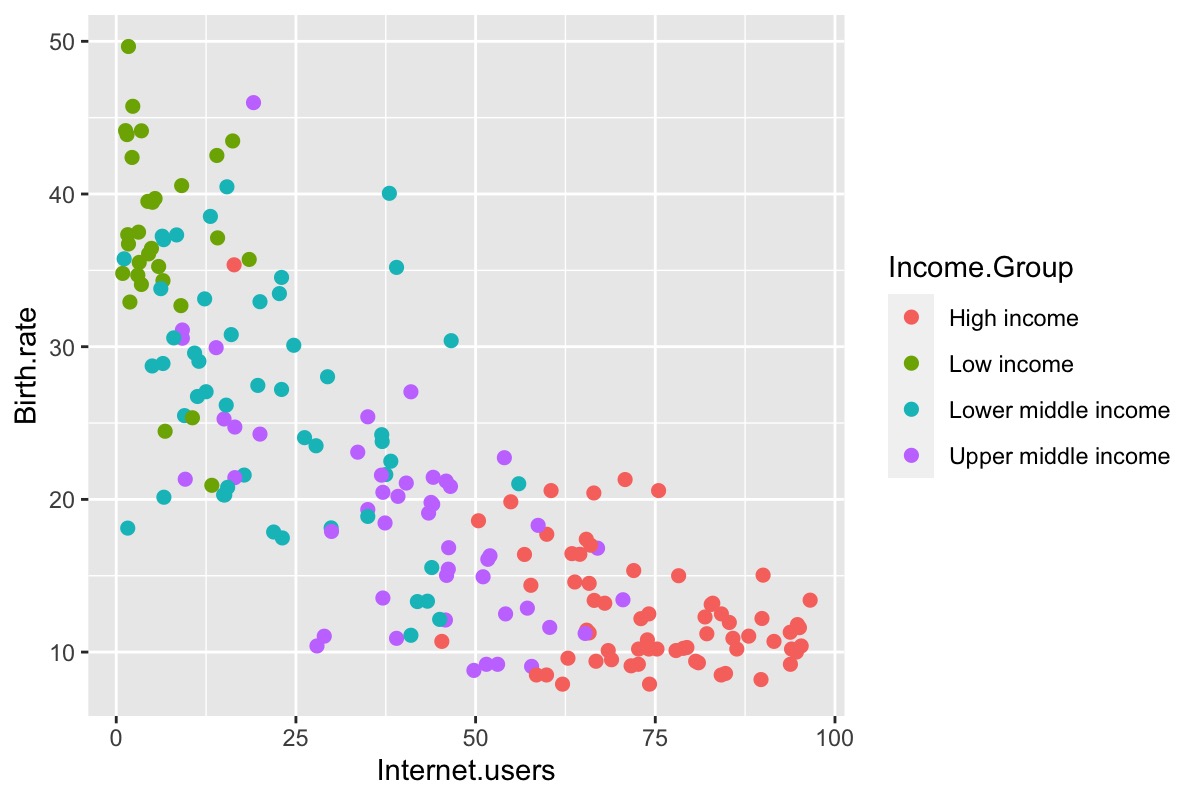 50
40
30
20
10
Birth.rate
0
25
50
75
100
Internet.users
Income.Group
High income
Low income
Lower middle income
Upper middle income